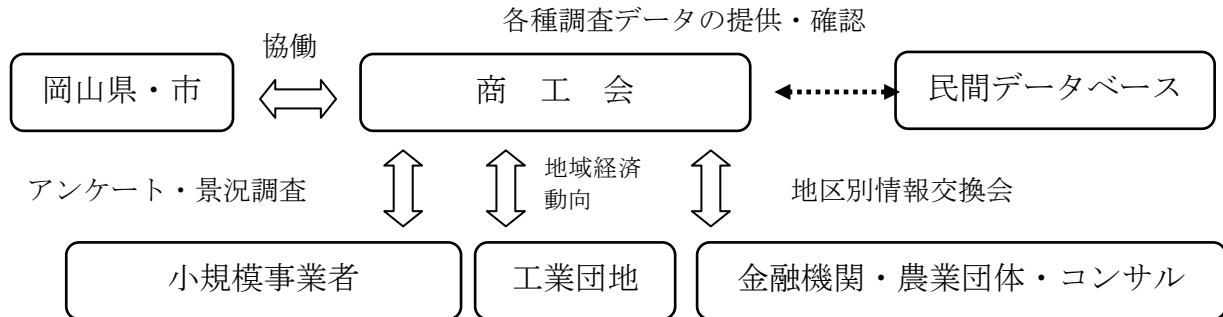 各種調査データの提供・確認
協働
岡山県・市
商　工　会
民間データベース
アンケート・景況調査
地域経済
動向
地区別情報交換会
小規模事業者
工業団地
金融機関・農業団体・コンサル